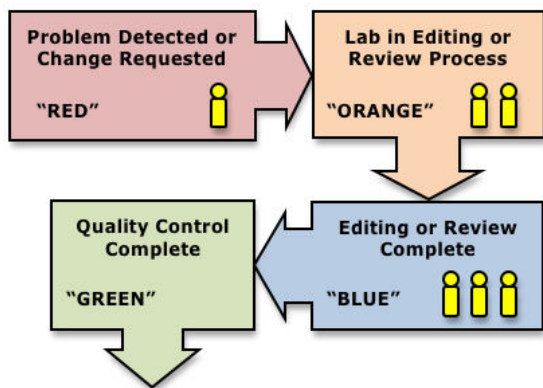 Problem Detected or
Change Requested
“RED”
Lab in Editing or
Review Process
“ORANGE”
Editing or Review
Complete
“BLUE”
Quality Control
Complete
“GREEN”